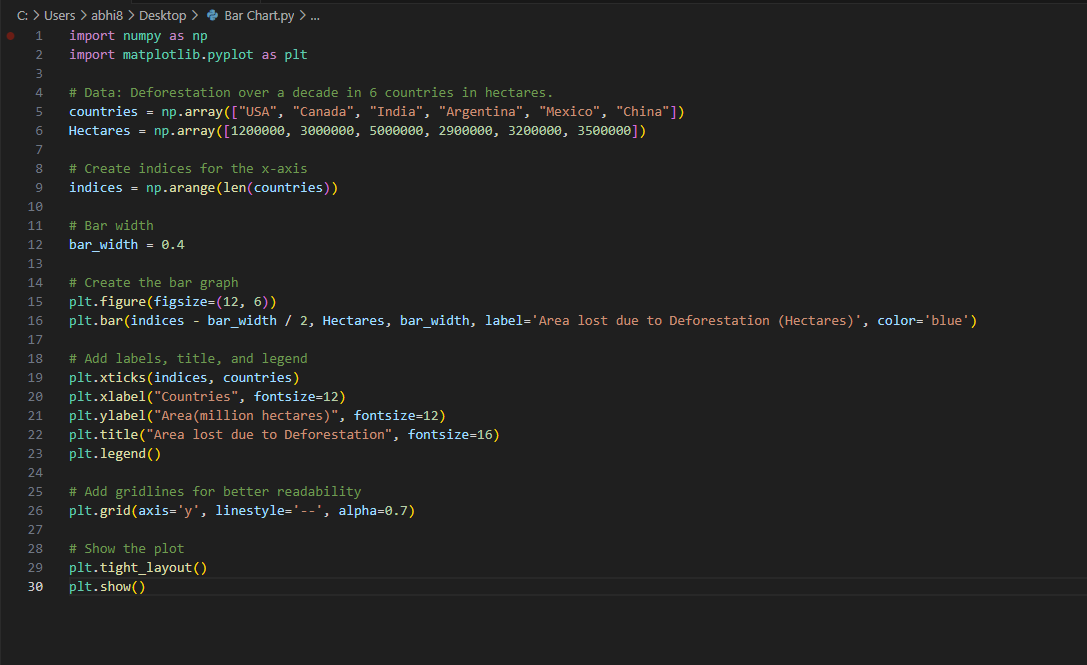 C: > Users > abhi8 > Desktop > Bar Chart.py > ...
1 import numpy as np
2 import matplotlib.pyplot as plt
3
4 # Data: Deforestation over a decade in 6 countries in hectares.
5 countries = np.array(["USA", "Canada", "India", "Argentina", "Mexico", "China"])
6 Hectares = np.array([1200000, 3000000, 5000000, 2900000, 3200000, 3500000])
7
8 # Create indices for the x-axis
9 indices = np.arange(len(countries))
10
11 # Bar width
12 bar_width = 0.4
13
14 # Create the bar graph
15 plt.figure(figsize=(12, 6))
16 plt.bar(indices - bar_width / 2, Hectares, bar_width, label='Area lost due to Deforestation (Hectares)', color='blue')
17
18 # Add labels, title, and legend
19 plt.xticks(indices, countries)
20 plt.xlabel("Countries", fontsize=12)
21 plt.ylabel("Area(million hectares)", fontsize=12)
22 plt.title("Area lost due to Deforestation", fontsize=16)
23 plt.legend()
24
25 # Add gridlines for better readability
26 plt.grid(axis='y', linestyle='--', alpha=0.7)
27
28 # Show the plot
29 plt.tight_layout()
30 plt.show()